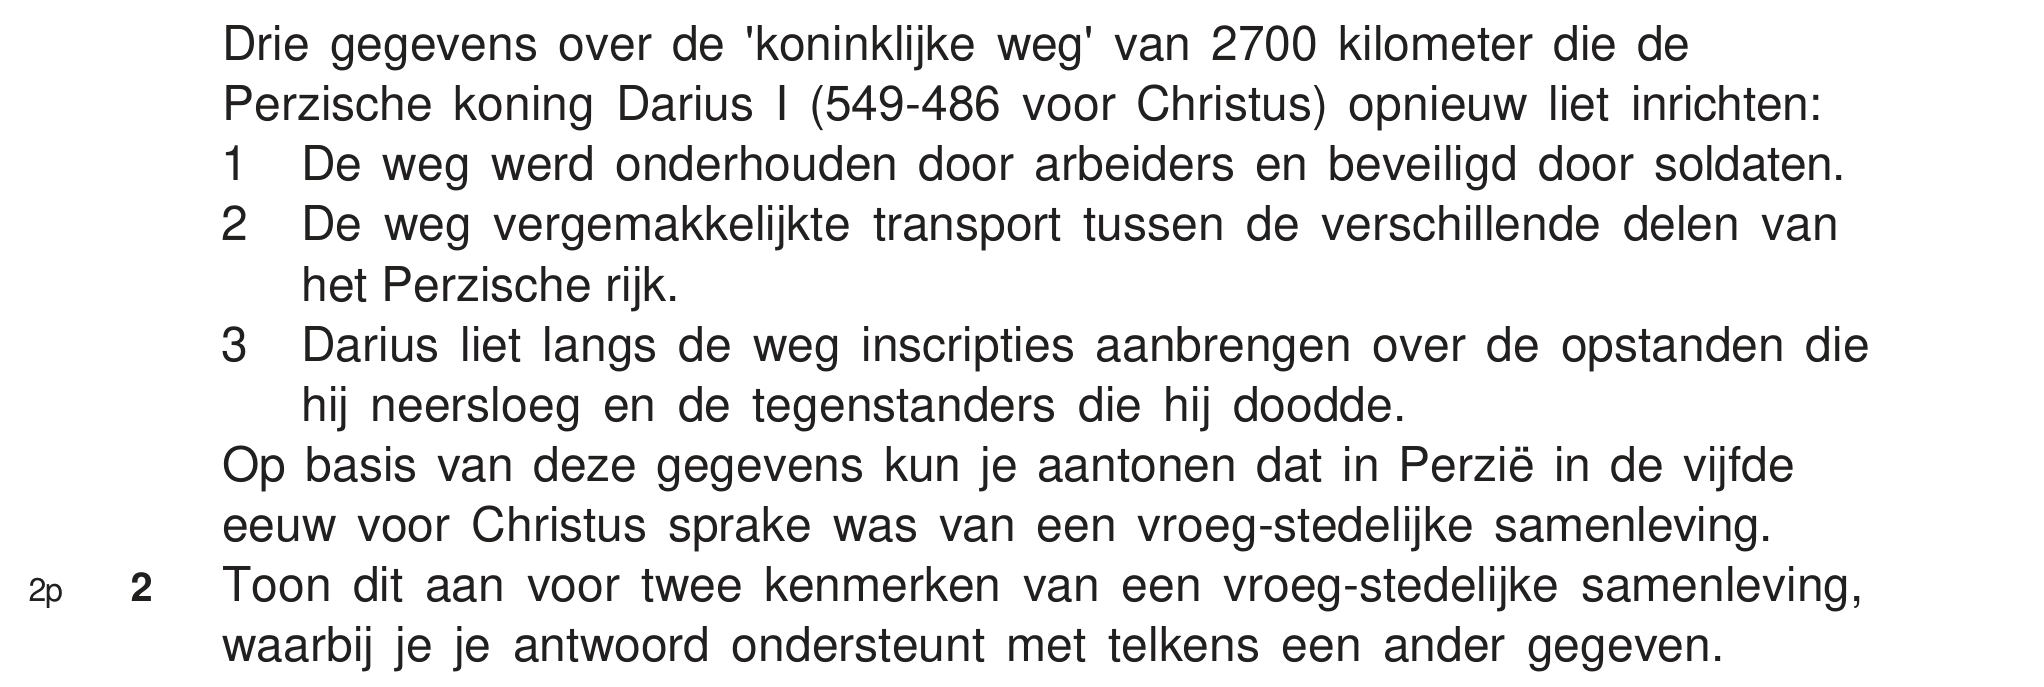 Drie gegevens over de 'koninklijke weg' van 2700 kilometer die de
Perzische koning Darius I (549-486 voor Christus) opnieuw liet inrichten:
1 De weg werd onderhouden door arbeiders en beveiligd door soldaten.
2 De weg vergemakkelijkte transport tussen de verschillende delen van
het Perzische rijk.
3 Darius liet langs de weg inscripties aanbrengen over de opstanden die
hij neersloeg en de tegenstanders die hij doodde.
Op basis van deze gegevens kun je aantonen dat in Perzië in de vijfde
eeuw voor Christus sprake was van een vroeg-stedelijke samenleving.
2p 2 Toon dit aan voor twee kenmerken van een vroeg-stedelijke samenleving,
waarbij je je antwoord ondersteunt met telkens een ander gegeven.